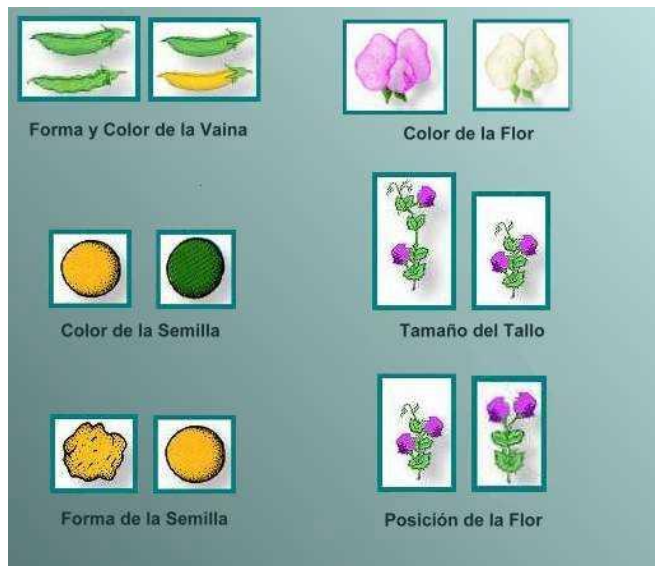 Forma y Color de la Vaina
Color de la Flor
Color de la Semilla
Tamaño del Tallo
Forma de la Semilla
Posición de la Flor